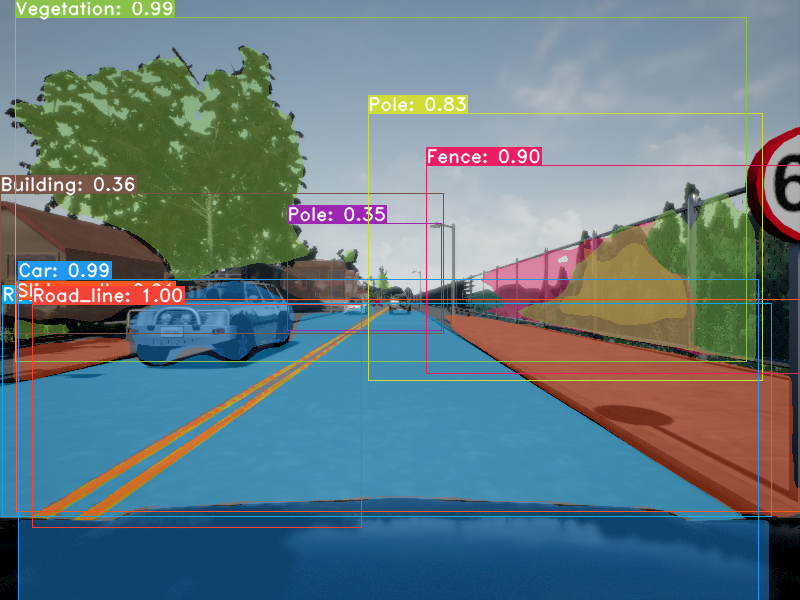 Vegetation: 0.99
Pole: 0.83
Fence: 0.90
Building: 0.36
Pole: 0.35
6
Car: 0.99
Road_line: 1.00